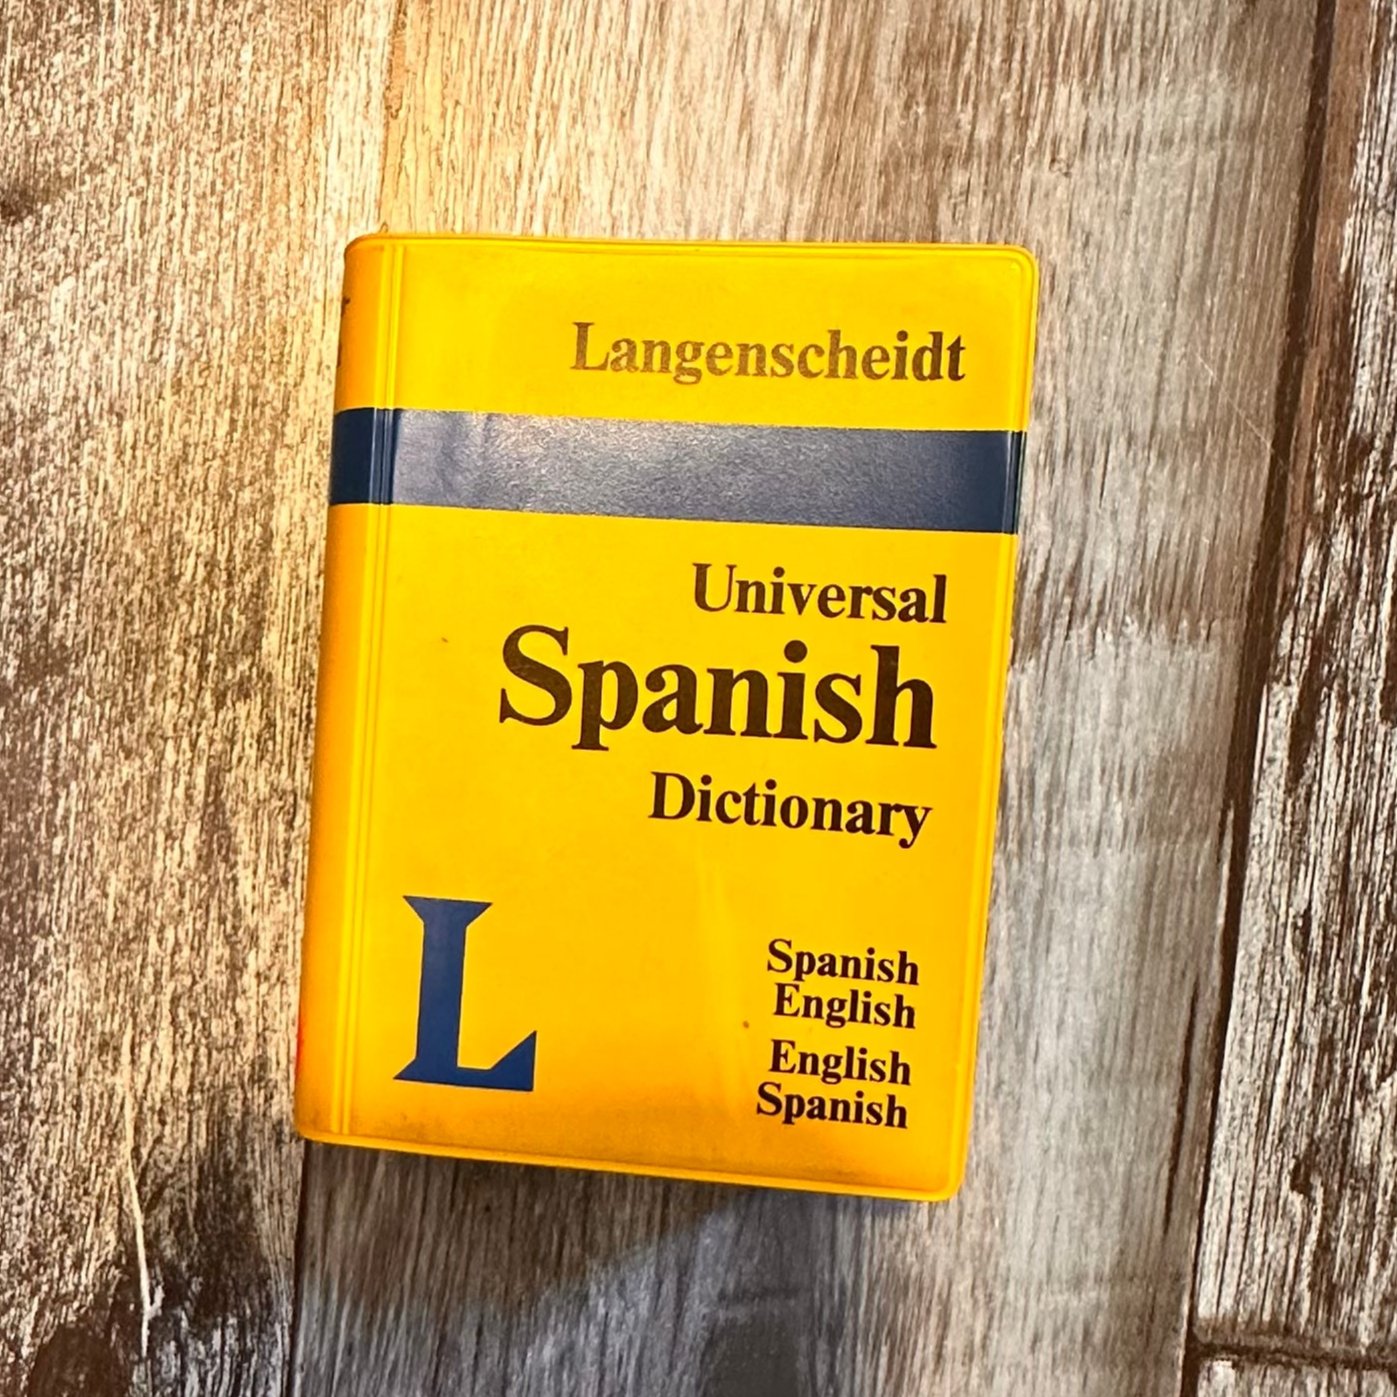 Langenscheidt
Universal
Spanish
Dictionary
L
Spanish
English
English
Spanish